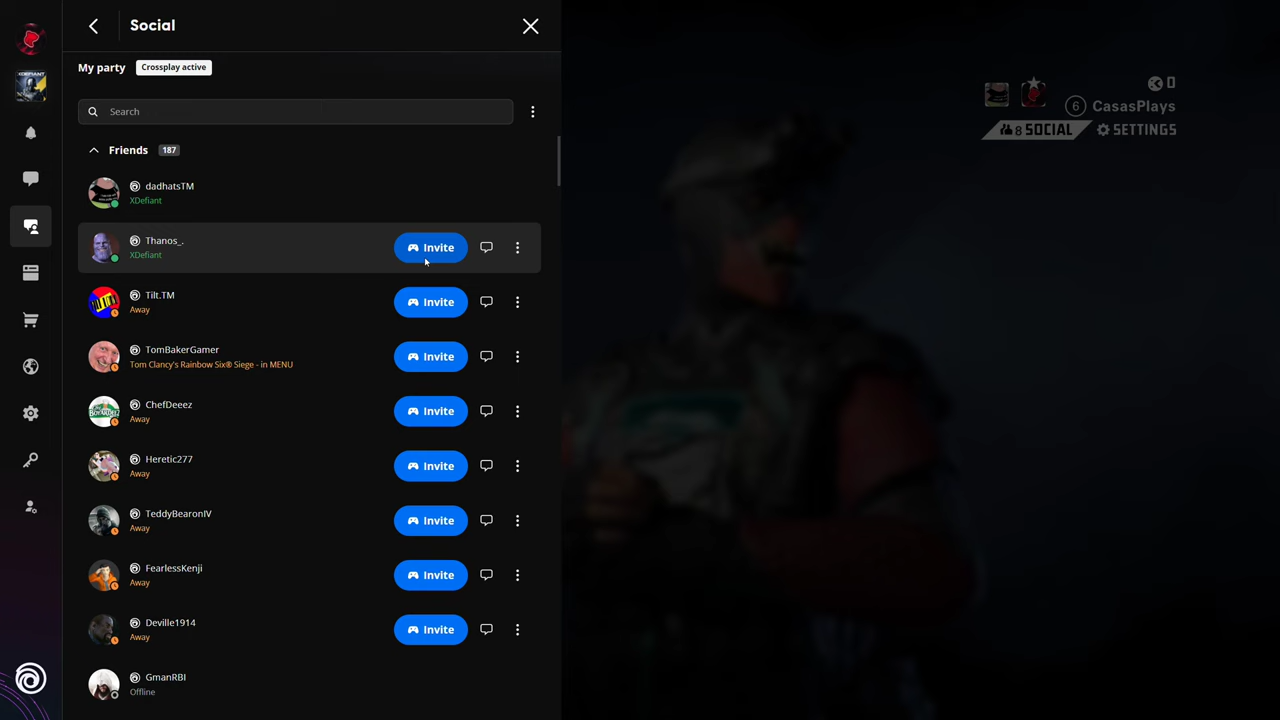 Social
My party Crossplay active
Search
Friends 187
dadhatsTM
XDefiant
Thanos_.
XDefiant
Invite
Tilt.TM
Away
Invite
TomBakerGamer
Tom Clancy's Rainbow Six® Siege - in MENU
Invite
ChefDeeez
Away
Invite
Heretic277
Away
Invite
TeddyBearonIV
Away
Invite
FearlessKenji
Away
Invite
Deville1914
Away
Invite
GmanRBI
Offline
0
6 CasasPlays
8 SOCIAL SETTINGS